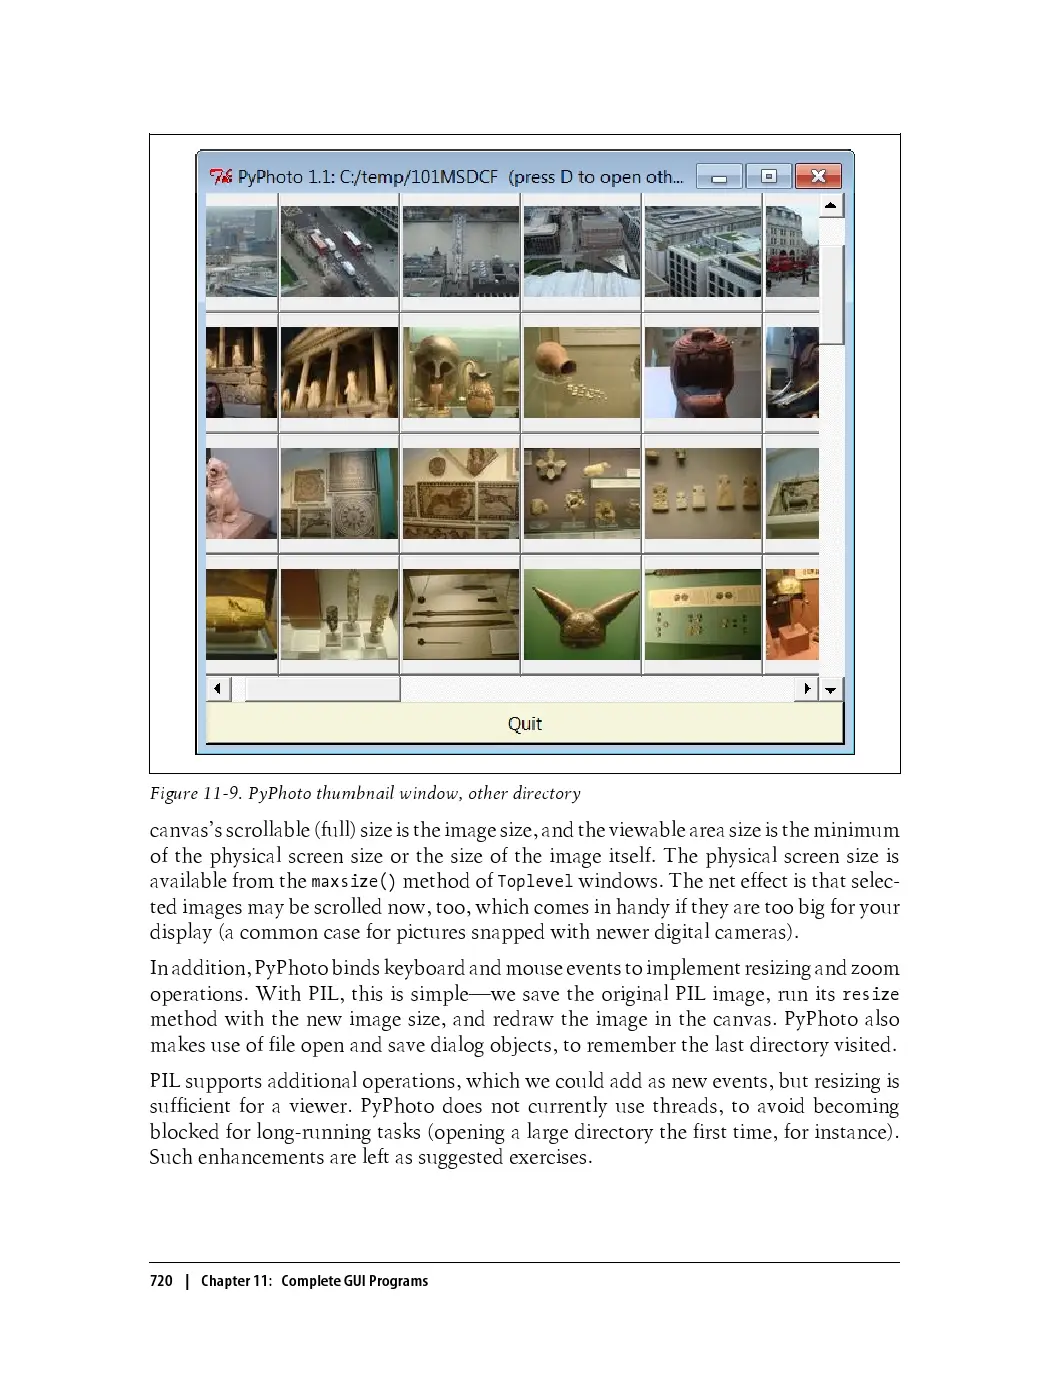 PyPhoto 1.1: C:/temp/101MSDCF (press D to open oth...
Quit
Figure 11-9. PyPhoto thumbnail window, other directory
canvas’s scrollable (full) size is the image size, and the viewable area size is the minimum
of the physical screen size or the size of the image itself. The physical screen size is
available from the maxsize() method of Toplevel windows. The net effect is that selec-
ted images may be scrolled now, too, which comes in handy if they are too big for your
display (a common case for pictures snapped with newer digital cameras).
In addition, PyPhoto binds keyboard and mouse events to implement resizing and zoom
operations. With PIL, this is simple—we save the original PIL image, run its resize
method with the new image size, and redraw the image in the canvas. PyPhoto also
makes use of file open and save dialog objects, to remember the last directory visited.
PIL supports additional operations, which we could add as new events, but resizing is
sufficient for a viewer. PyPhoto does not currently use threads, to avoid becoming
blocked for long-running tasks (opening a large directory the first time, for instance).
Such enhancements are left as suggested exercises.
720 | Chapter 11: Complete GUI Programs